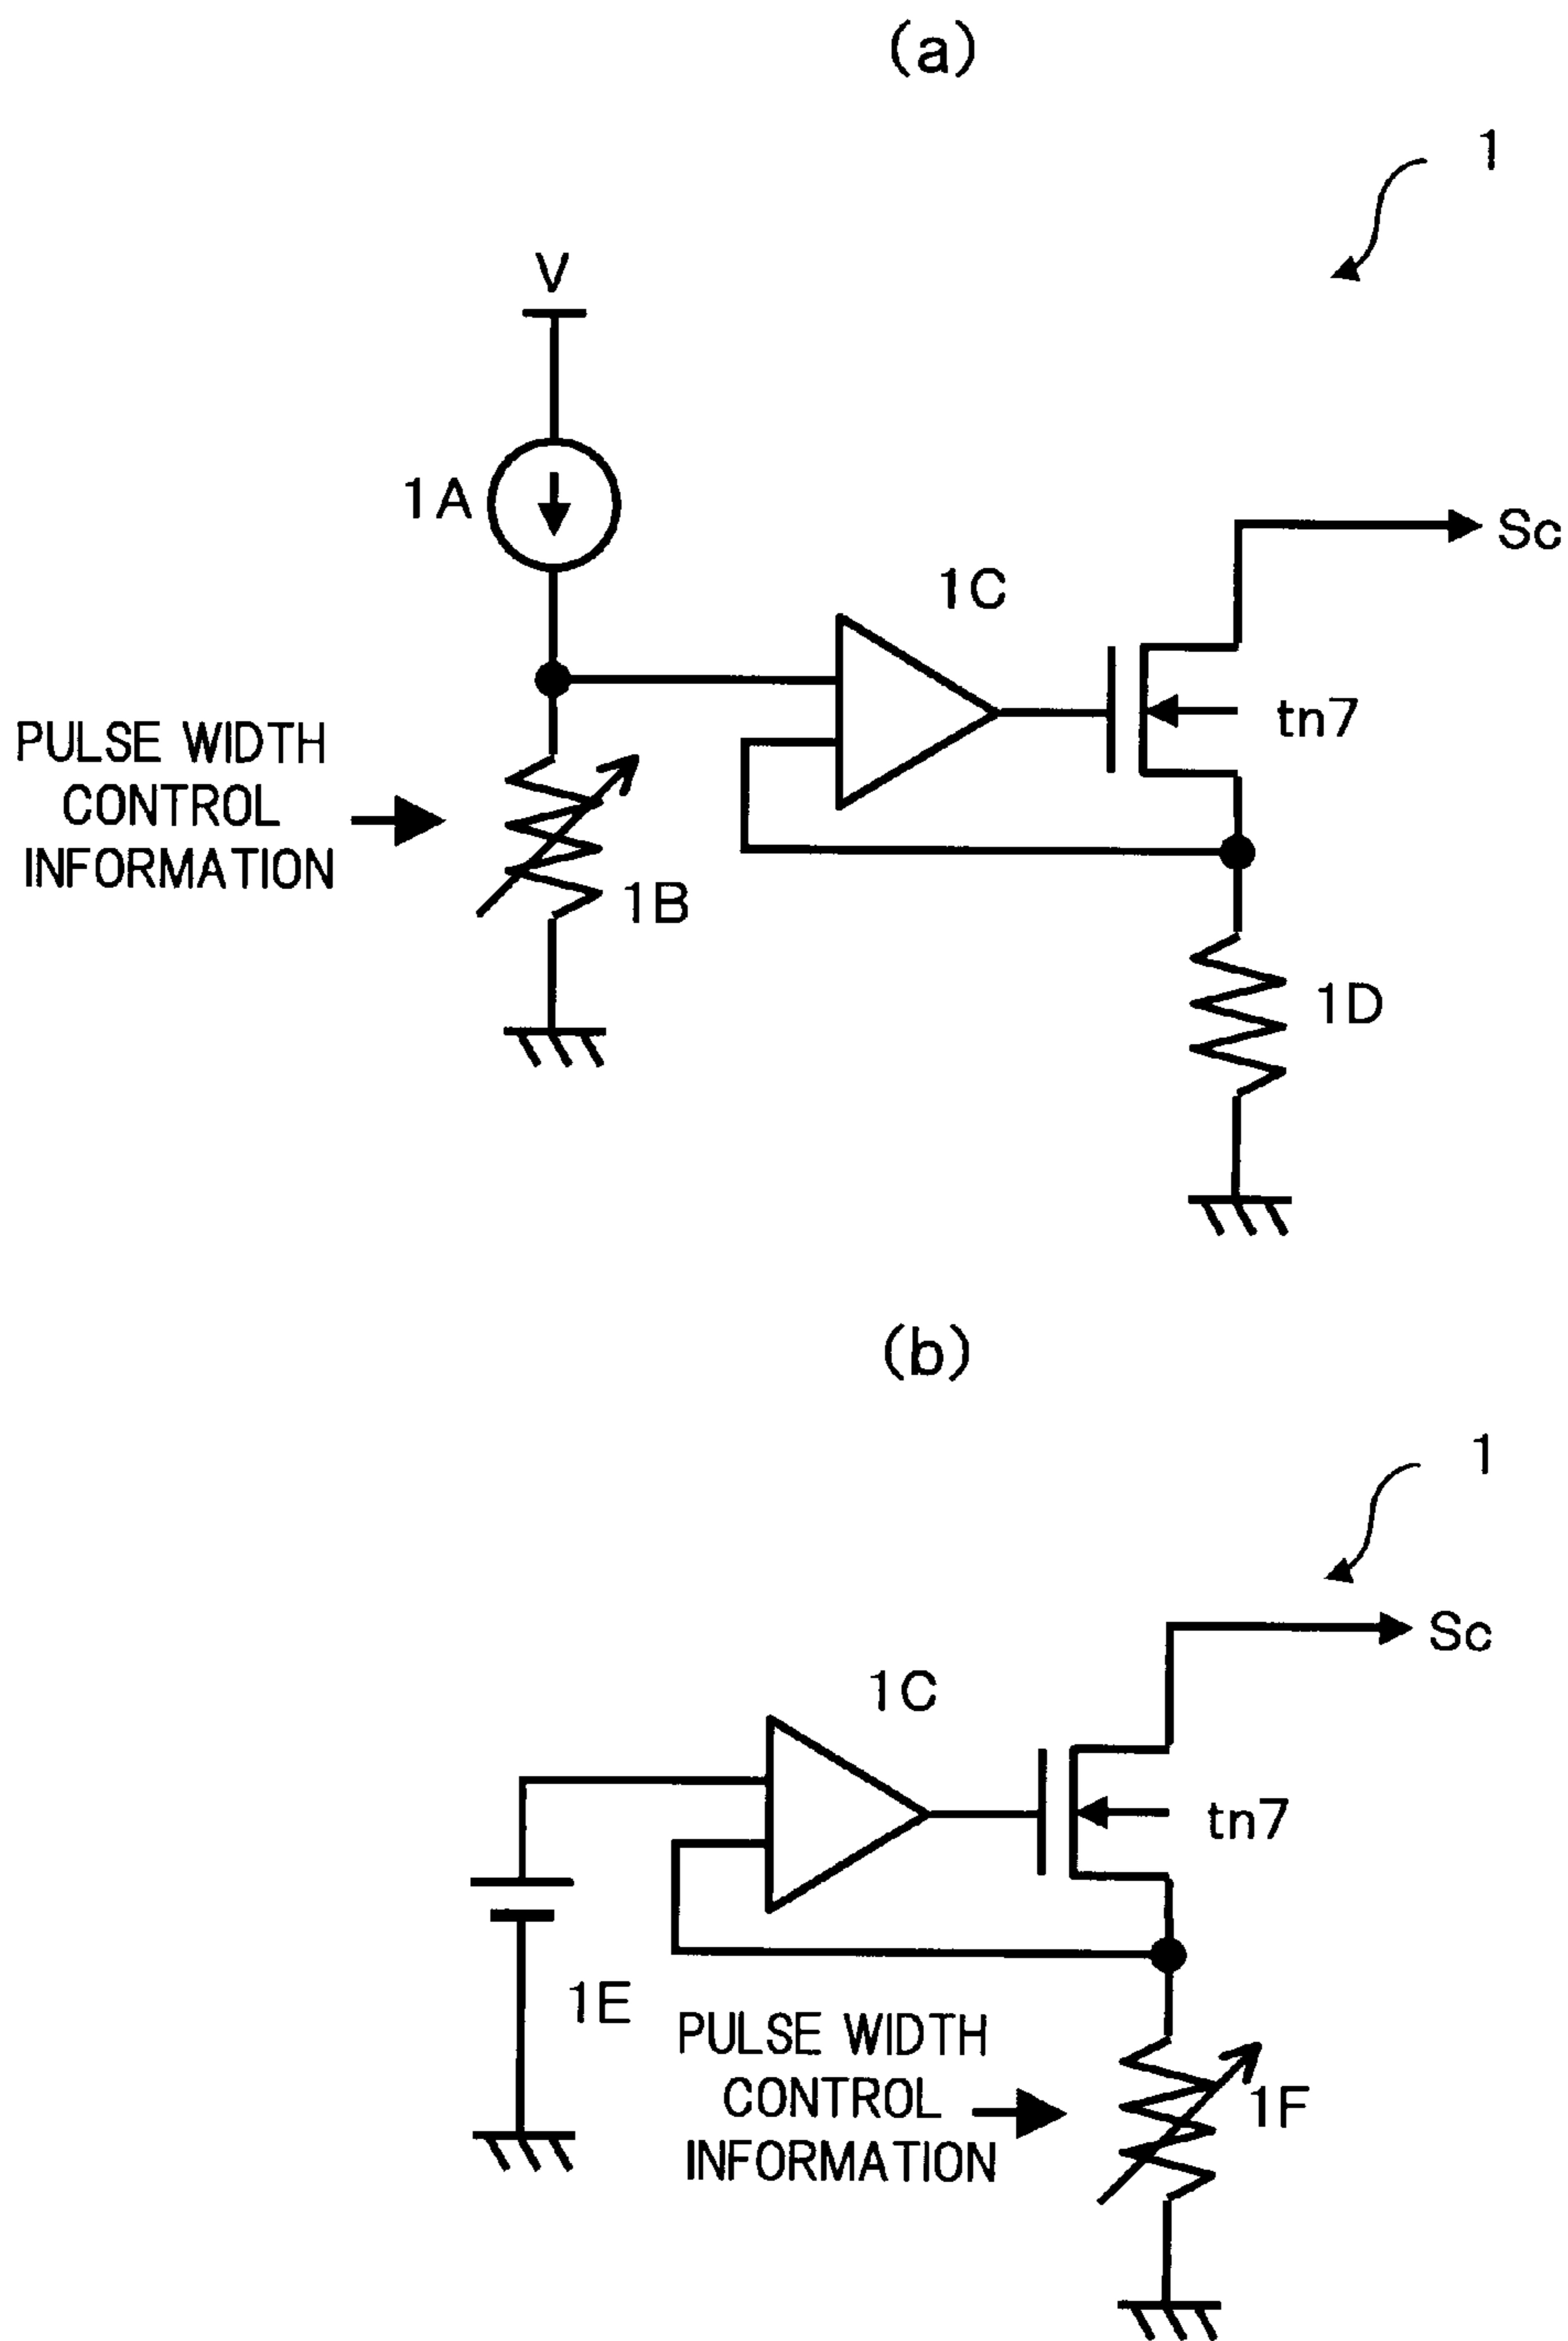 (a)
1
V
1A
Sc
1C
tn7
PULSE WIDTH
CONTROL
INFORMATION
1B
1D
(b)
1
Sc
1C
tn7
1E
PULSE WIDTH
CONTROL
INFORMATION
1F